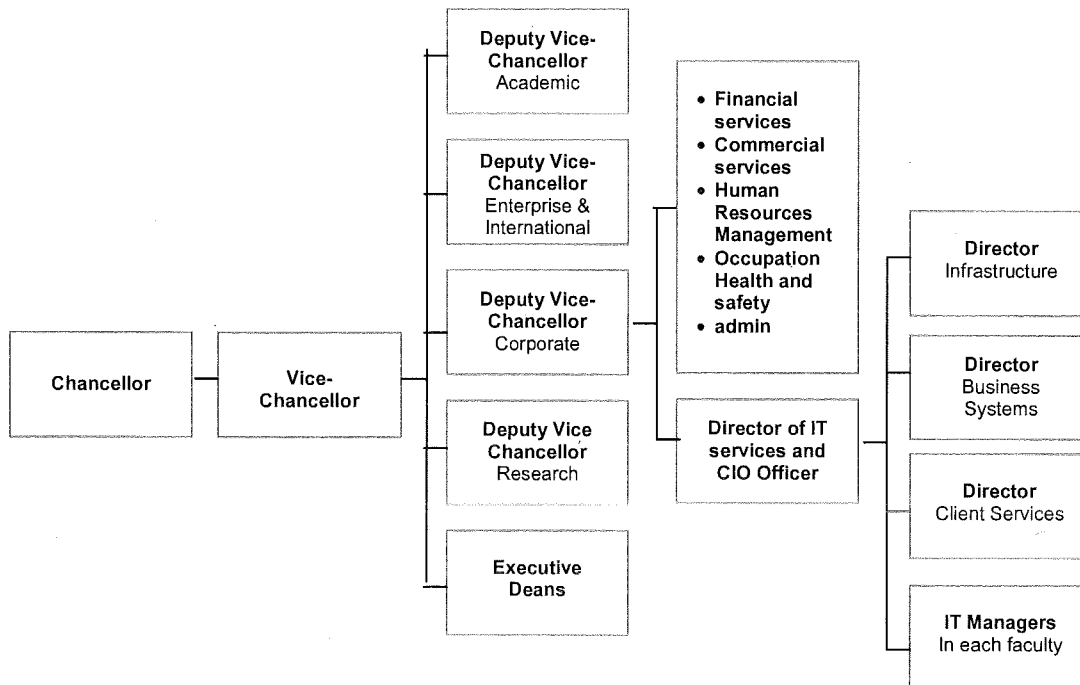 Chancellor
Vice-
Chancellor
Deputy Vice-
Chancellor
Academic
Deputy Vice-
Chancellor
Enterprise &
International
Deputy Vice-
Chancellor
Corporate
Deputy Vice
Chancellor
Research
Executive
Deans
• Financial
services
• Commercial
services
• Human
Resources
Management
• Occupation
Health and
safety
• admin
Director of IT
services and
CIO Officer
Director
Infrastructure
Director
Business
Systems
Director
Client Services
IT Managers
In each faculty